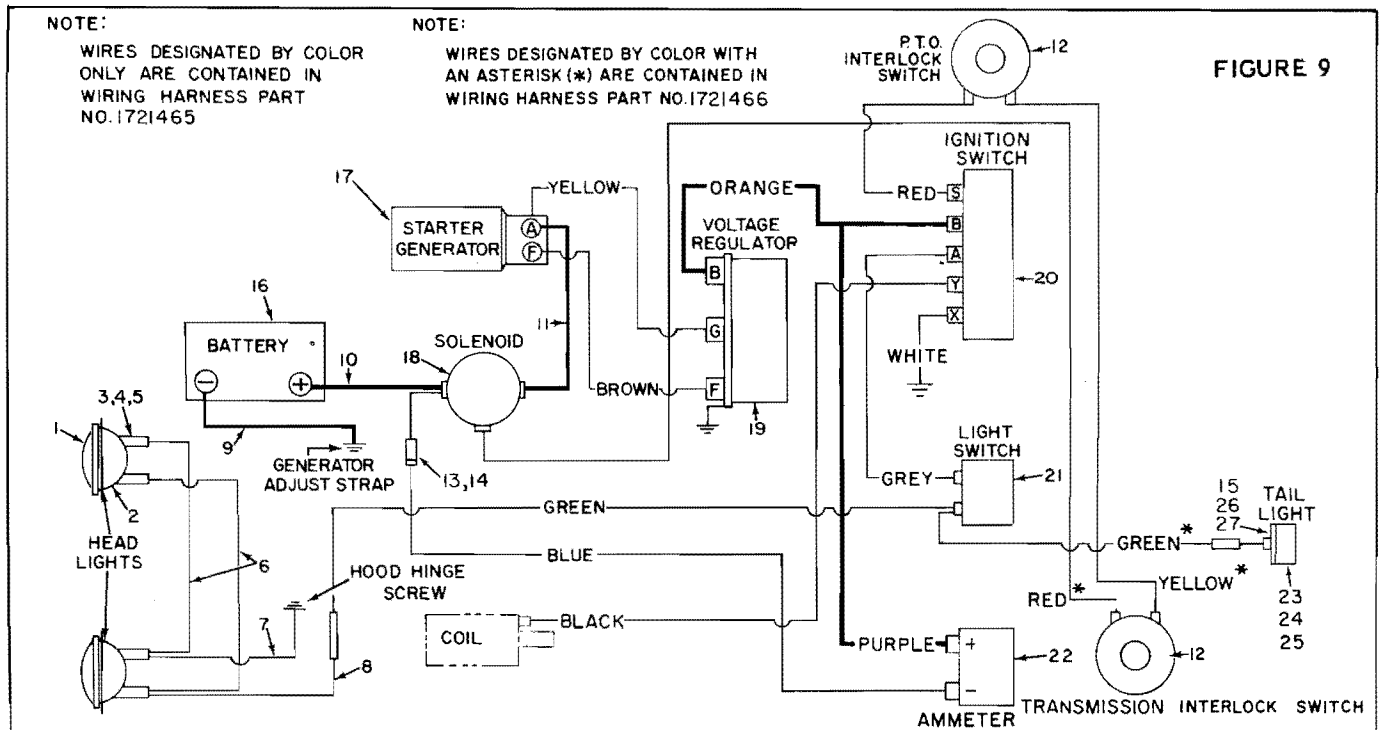 NOTE:
WIRES DESIGNATED BY COLOR
ONLY ARE CONTAINED IN
WIRING HARNESS PART
NO.1721465
NOTE:
WIRES DESIGNATED BY COLOR WITH
AN ASTERISK (*) ARE CONTAINED IN
WIRING HARNESS PART NO.1721466
P.T.O.
INTERLOCK
SWITCH
12
FIGURE 9
IGNITION
SWITCH
RED
S
B
A
Y
X
20
WHITE
17
STARTER
GENERATOR
A
F
YELLOW
ORANGE
VOLTAGE
REGULATOR
B
G
F
19
BROWN
16
BATTERY
−
+
10
18
SOLENOID
11
9
GENERATOR
ADJUST STRAP
13,14
3,4,5
1
2
HEAD
LIGHTS
6
7
8
HOOD HINGE
SCREW
GREEN
BLUE
COIL
BLACK
LIGHT
SWITCH
GREY
21
15
26
27
TAIL
LIGHT
GREEN*
23
24
25
YELLOW*
RED*
12
TRANSMISSION INTERLOCK SWITCH
PURPLE
+
−
22
AMMETER